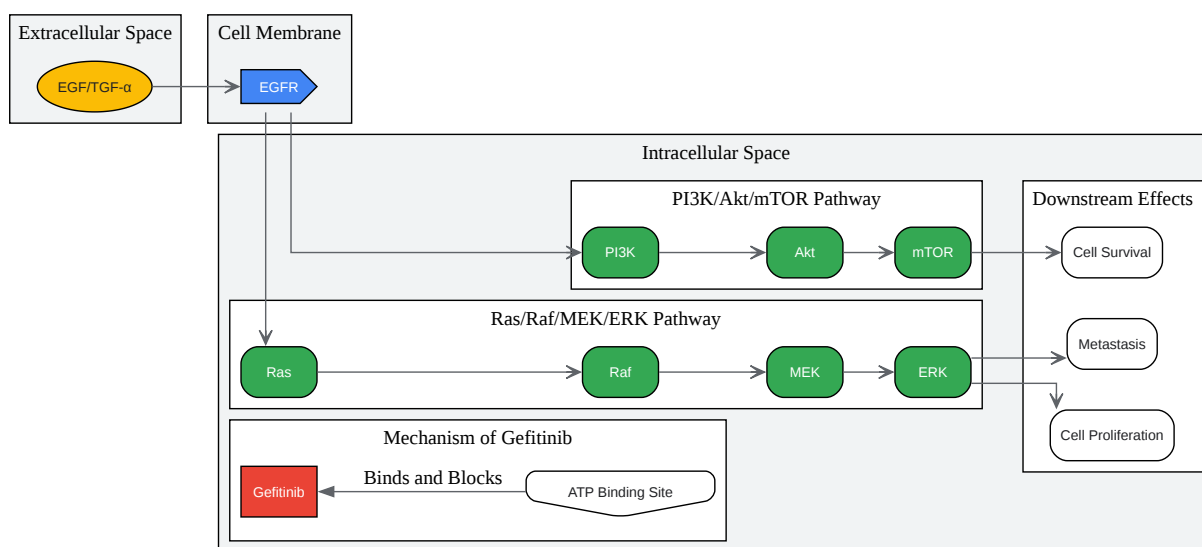 Extracellular Space
Cell Membrane
EGF/TGF-α
EGFR
Intracellular Space
PI3K/Akt/mTOR Pathway
Downstream Effects
PI3K
Akt
mTOR
Cell Survival
Ras/Raf/MEK/ERK Pathway
Metastasis
Ras
Raf
MEK
ERK
Cell Proliferation
Mechanism of Gefitinib
Gefitinib
Binds and Blocks
ATP Binding Site